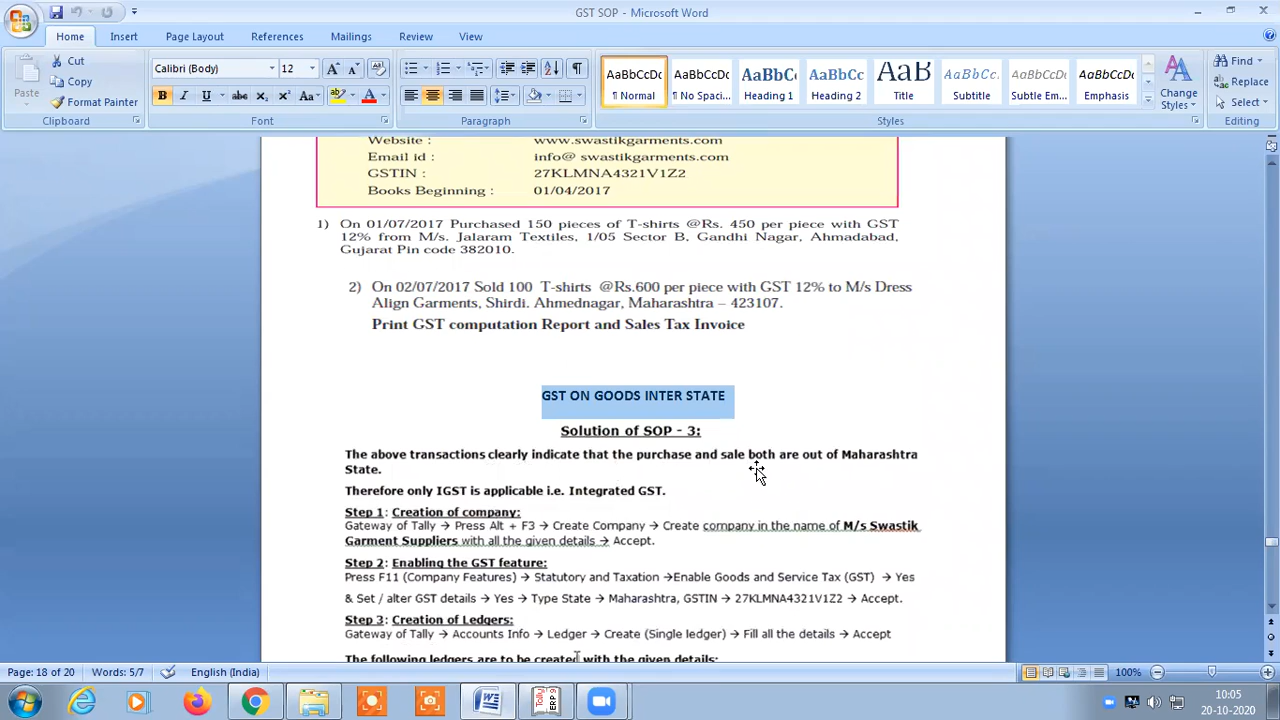 GST SOP - Microsoft Word
Home Insert Page Layout References Mailings Review View
Paste
Cut
Copy
Format Painter
Clipboard
Calibri (Body) 12
B I U abc x₂ x² Aa
Font
Paragraph
AaBbCcDc AaBbCcDc AaBbCc AaBbCc AaB AaBbCc AaBbCcDc AaBbCcDc
¶ Normal ¶ No Spaci... Heading 1 Heading 2 Title Subtitle Subtle Em... Emphasis
Change Styles
Styles
Find
Replace
Select
Editing
Website : www.swastikgarments.com
Email id : info@ swastikgarments.com
GSTIN : 27KLMNA4321V1Z2
Books Beginning : 01/04/2017
1) On 01/07/2017 Purchased 150 pieces of T-shirts @Rs. 450 per piece with GST
12% from M/s. Jalaram Textiles, 1/05 Sector B, Gandhi Nagar, Ahmadabad,
Gujarat Pin code 382010.
2) On 02/07/2017 Sold 100 T-shirts @Rs.600 per piece with GST 12% to M/s Dress
Align Garments, Shirdi. Ahmednagar, Maharashtra – 423107.
Print GST computation Report and Sales Tax Invoice
GST ON GOODS INTER STATE
Solution of SOP - 3:
The above transactions clearly indicate that the purchase and sale both are out of Maharashtra
State.
Therefore only IGST is applicable i.e. Integrated GST.
Step 1: Creation of company:
Gateway of Tally → Press Alt + F3 → Create Company → Create company in the name of M/s Swastik
Garment Suppliers with all the given details → Accept.
Step 2: Enabling the GST feature:
Press F11 (Company Features) → Statutory and Taxation →Enable Goods and Service Tax (GST) → Yes
& Set / alter GST details → Yes → Type State → Maharashtra, GSTIN → 27KLMNA4321V1Z2 → Accept.
Step 3: Creation of Ledgers:
Gateway of Tally → Accounts Info → Ledger → Create (Single ledger) → Fill all the details → Accept
The following ledgers are to be created with the given details:
Page: 18 of 20 Words: 5/7 English (India) 100%
Tally ERP 9
10:05
20-10-2020